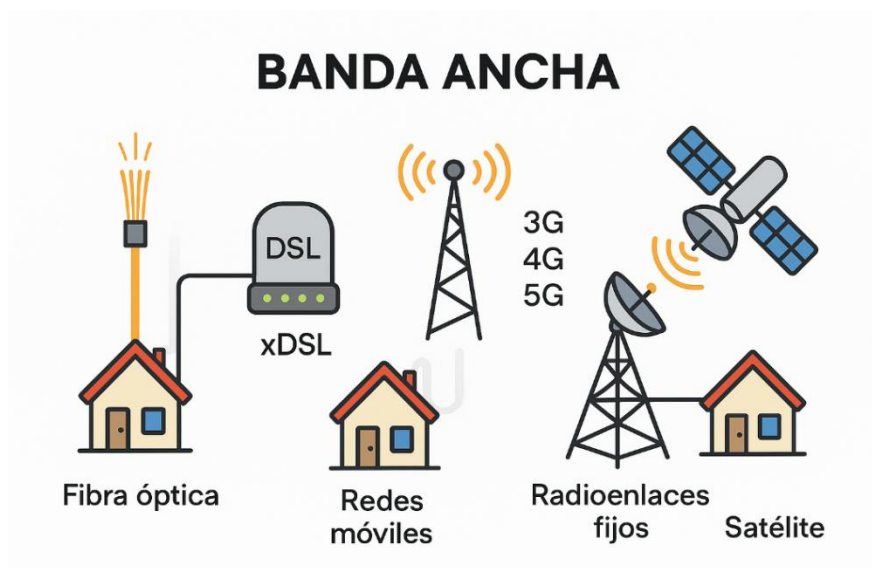 BANDA ANCHA
DSL
xDSL
3G
4G
5G
Fibra óptica
Redes
móviles
Radioenlaces
fijos
Satélite